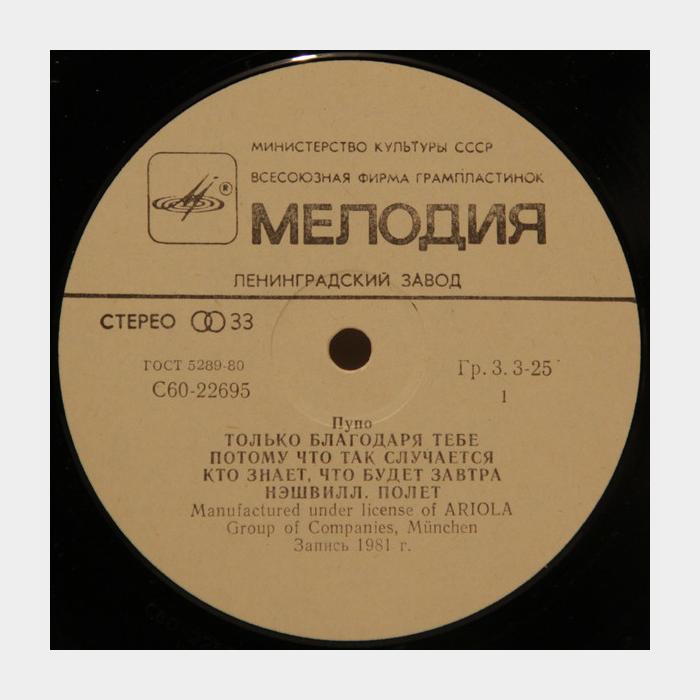 МИНИСТЕРСТВО КУЛЬТУРЫ СССР
ВСЕСОЮЗНАЯ ФИРМА ГРАМПЛАСТИНОК
®
МЕЛОДИЯ
ЛЕНИНГРАДСКИЙ ЗАВОД
СТЕРЕО 33
ГОСТ 5289-80
С60-22695
Гр. 3. 3-25
1
Пупо
ТОЛЬКО БЛАГОДАРЯ ТЕБЕ
ПОТОМУ ЧТО ТАК СЛУЧАЕТСЯ
КТО ЗНАЕТ, ЧТО БУДЕТ ЗАВТРА
НЭШВИЛЛ. ПОЛЕТ
Manufactured under license of ARIOLA
Group of Companies, München
Запись 1981 г.